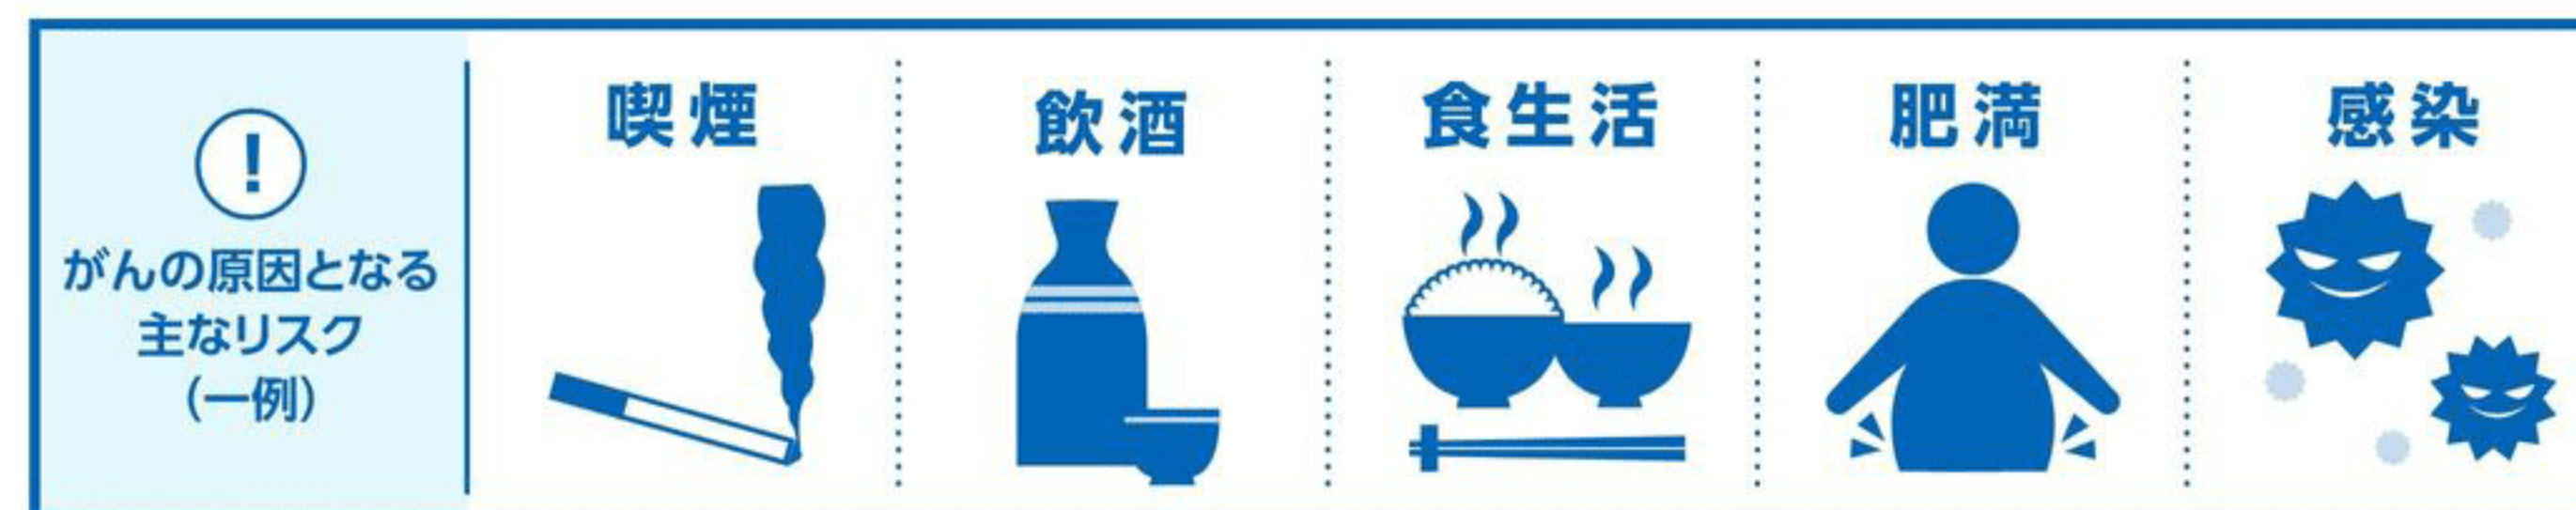 !
がんの原因となる
主なリスク
(一例)
喫煙
飲酒
食生活
肥満
感染